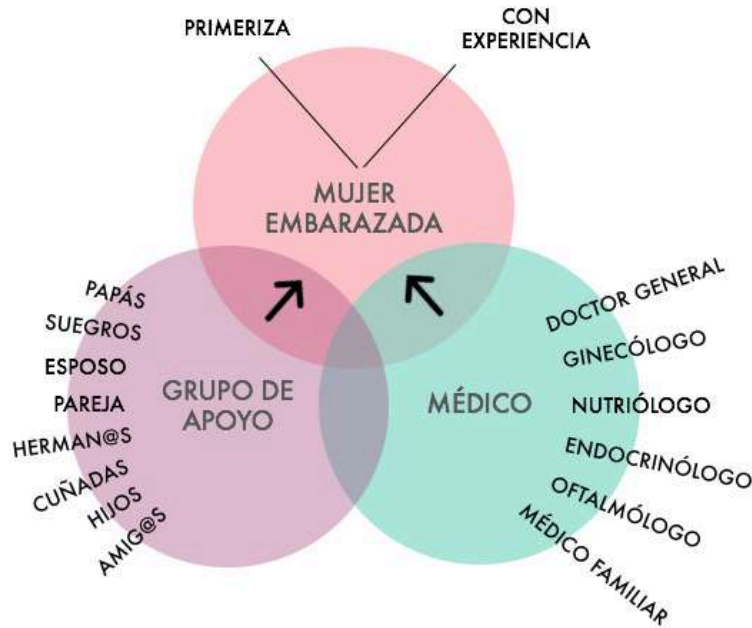 PRIMERIZA
CON
EXPERIENCIA
MUJER
EMBARAZADA
PAPÁS
SUEGROS
ESPOSO
PAREJA
HERMAN@S
CUÑADAS
HIJOS
AMIG@S
GRUPO DE
APOYO
MÉDICO
DOCTOR GENERAL
GINECÓLOGO
NUTRIÓLOGO
ENDOCRINÓLOGO
OFTALMÓLOGO
MÉDICO FAMILIAR